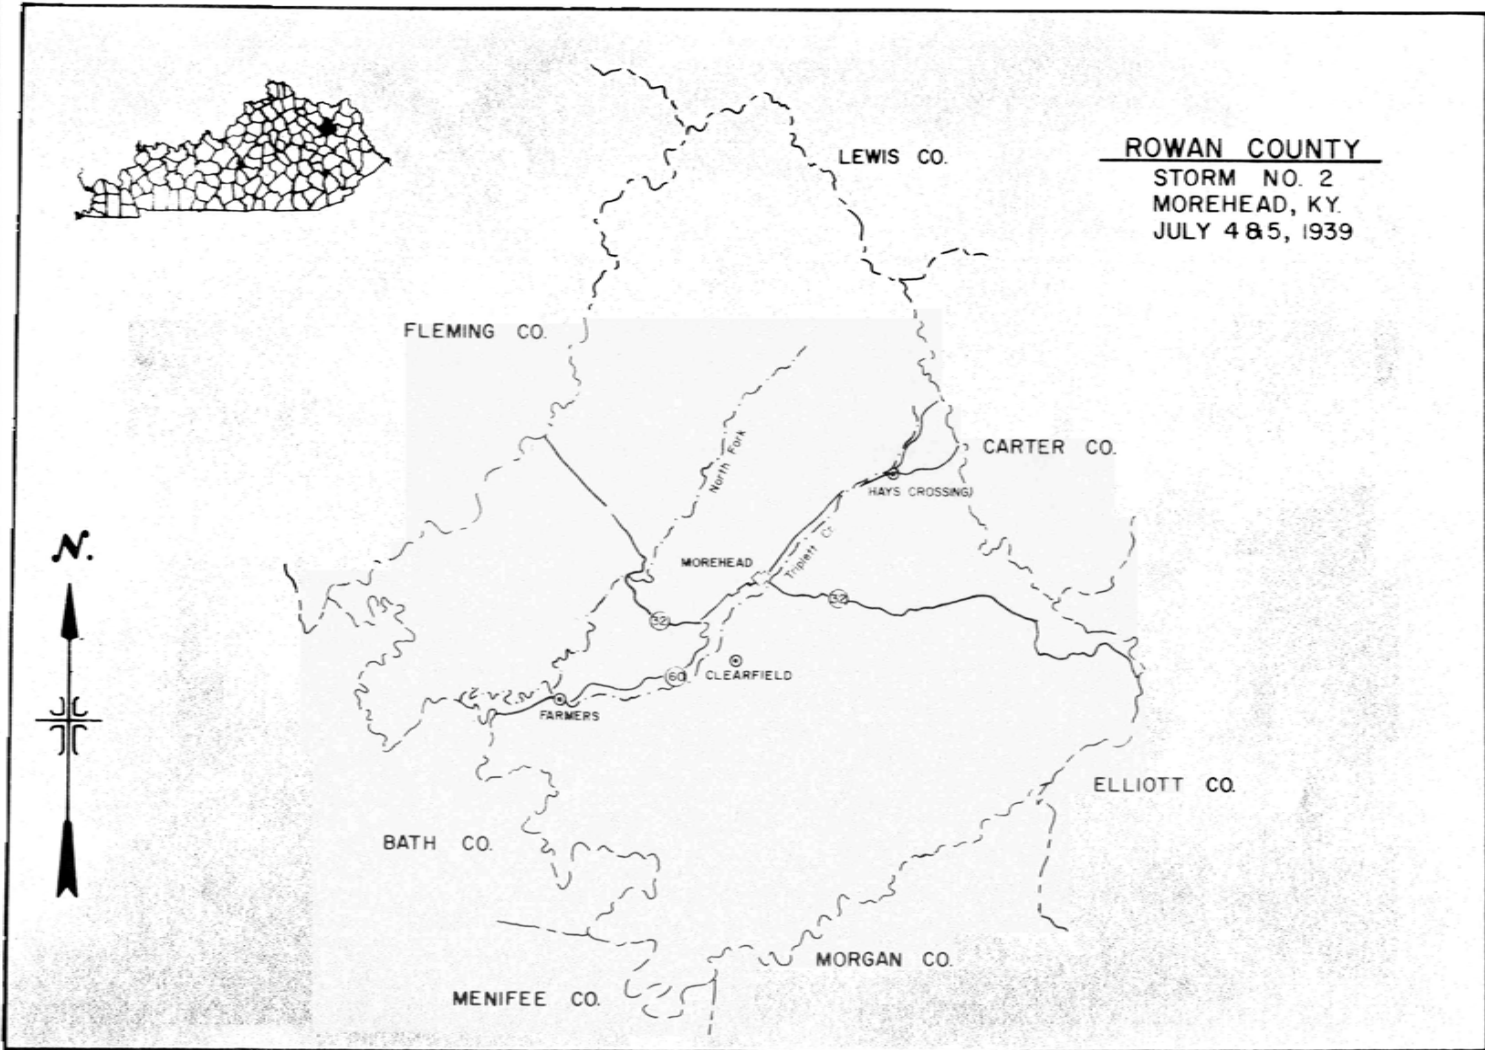 ROWAN COUNTY
STORM NO. 2
MOREHEAD, KY.
JULY 4 & 5, 1939
LEWIS CO.
FLEMING CO.
North Fork
CARTER CO.
HAYS CROSSING
Triplett Cr.
MOREHEAD
N.
32
32
60
CLEARFIELD
FARMERS
ELLIOTT CO.
BATH CO.
MORGAN CO.
MENIFEE CO.